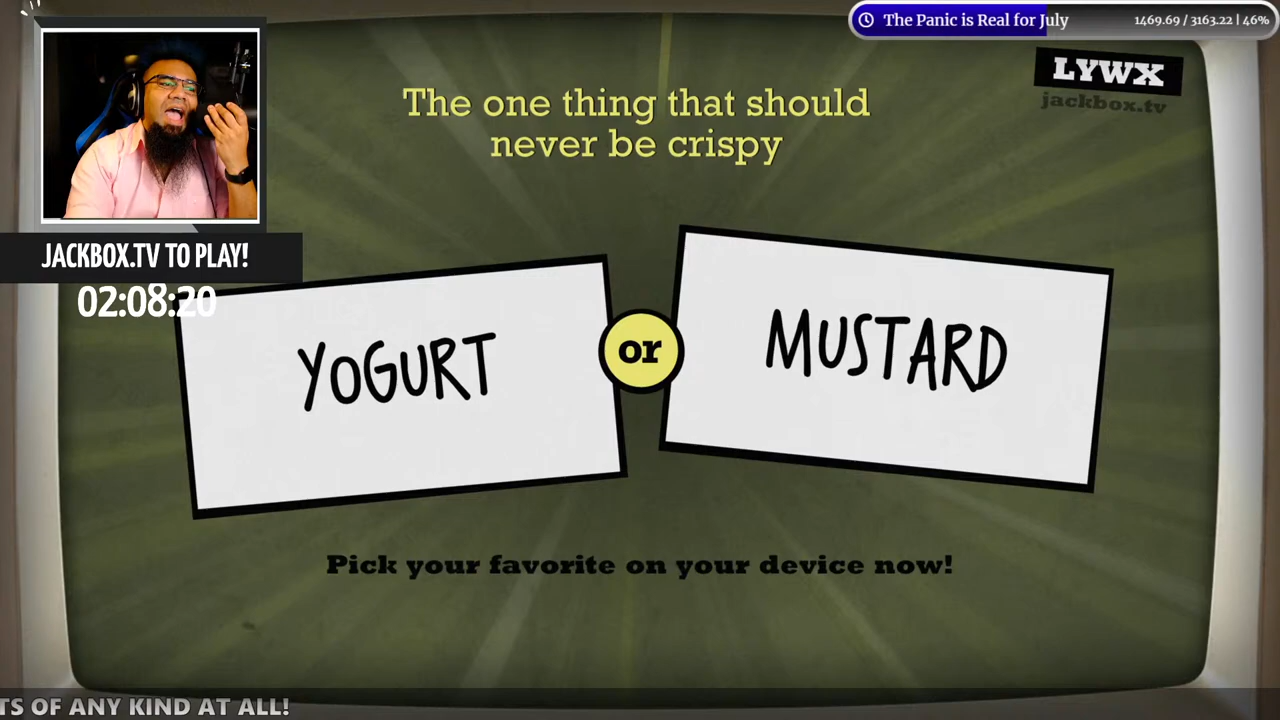 The Panic is Real for July
1469.69 / 3163.22 | 46%
LYWX
jackbox.tv
The one thing that should
never be crispy
JACKBOX.TV TO PLAY!
02:08:20
YOGURT
or
MUSTARD
Pick your favorite on your device now!
TS OF ANY KIND AT ALL!